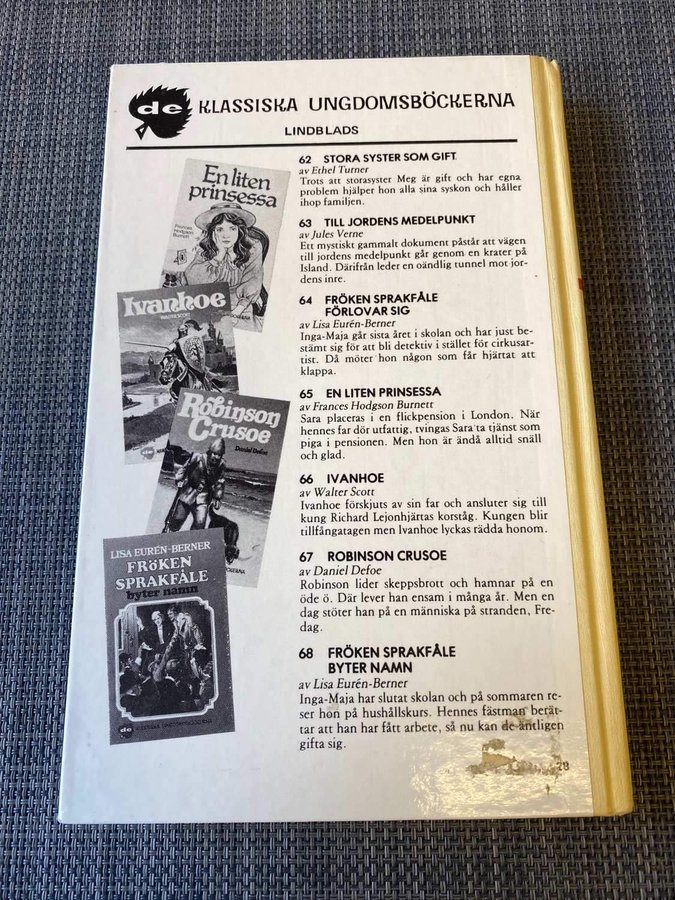 de KLASSISKA UNGDOMSBÖCKERNA
LINDBLADS
En liten
prinsessa
Frances
Hodgson
Burnett
Ivanhoe
WALTER SCOTT
Robinson
Crusoe
Daniel Defoe
LISA EURÉN-BERNER
FRÖKEN
SPRAKFÅLE
byter namn
de KLASSISKA UNGDOMSBÖCKERNA
62 STORA SYSTER SOM GIFT
av Ethel Turner
Trots att storasyster Meg är gift och har egna
problem hjälper hon alla sina syskon och håller
ihop familjen.
63 TILL JORDENS MEDELPUNKT
av Jules Verne
Ett mystiskt gammalt dokument påstår att vägen
till jordens medelpunkt går genom en krater på
Island. Därifrån leder en oändlig tunnel mot jor-
dens inre.
64 FRÖKEN SPRAKFÅLE
FÖRLOVAR SIG
av Lisa Eurén-Berner
Inga-Maja går sista året i skolan och har just be-
stämt sig för att bli detektiv i stället för cirkusar-
tist. Då möter hon någon som får hjärtat att
klappa.
65 EN LITEN PRINSESSA
av Frances Hodgson Burnett
Sara placeras i en flickpension i London. När
hennes far dör utfattig, tvingas Sara ta tjänst som
piga i pensionen. Men hon är ändå alltid snäll
och glad.
66 IVANHOE
av Walter Scott
Ivanhoe förskjuts av sin far och ansluter sig till
kung Richard Lejonhjärtas korståg. Kungen blir
tillfångatagen men Ivanhoe lyckas rädda honom.
67 ROBINSON CRUSOE
av Daniel Defoe
Robinson lider skeppsbrott och hamnar på en
öde ö. Där lever han ensam i många år. Men en
dag stöter han på en människa på stranden, Fre-
dag.
68 FRÖKEN SPRAKFÅLE
BYTER NAMN
av Lisa Eurén-Berner
Inga-Maja har slutat skolan och på sommaren re-
ser hon på hushållskurs. Hennes fästman berät-
tar att han har fått arbete, så nu kan de äntligen
gifta sig.
28